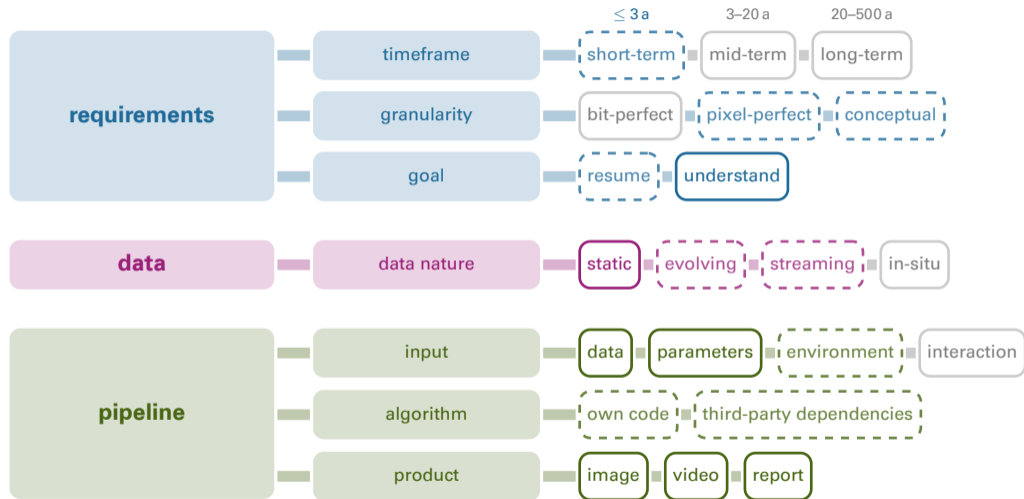 ≤ 3 a 3–20 a 20–500 a
timeframe short-term mid-term long-term
requirements granularity bit-perfect pixel-perfect conceptual
goal resume understand
data data nature static evolving streaming in-situ
input data parameters environment interaction
pipeline algorithm own code third-party dependencies
product image video report